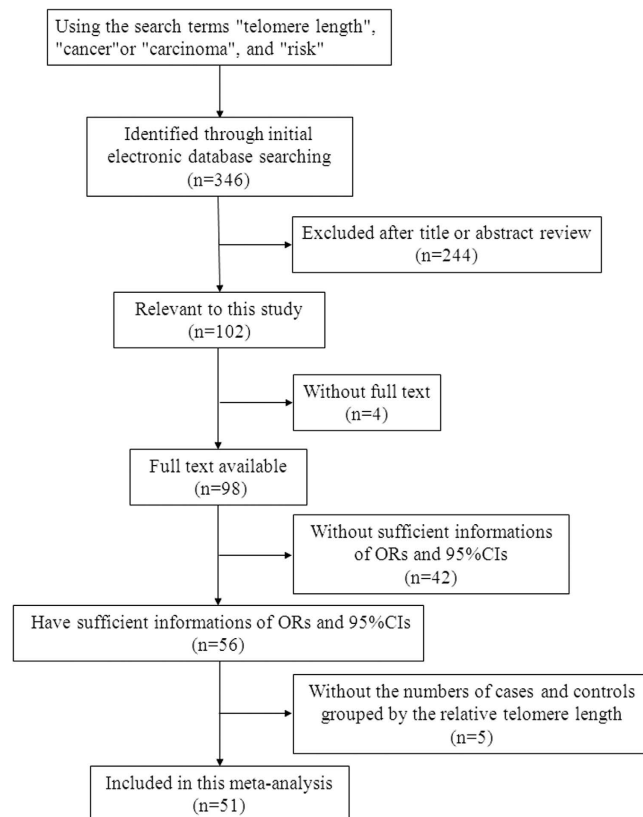 Using the search terms "telomere length",
"cancer"or "carcinoma", and "risk"
Identified through initial
electronic database searching
(n=346)
Excluded after title or abstract review
(n=244)
Relevant to this study
(n=102)
Without full text
(n=4)
Full text available
(n=98)
Without sufficient informations
of ORs and 95%CIs
(n=42)
Have sufficient informations of ORs and 95%CIs
(n=56)
Without the numbers of cases and controls
grouped by the relative telomere length
(n=5)
Included in this meta-analysis
(n=51)